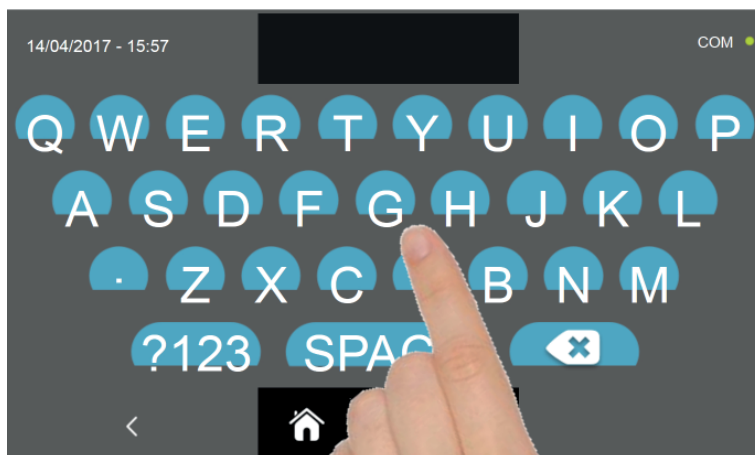 14/04/2017 - 15:57 COM
Q W E R T Y U I O P
A S D F G H J K L
. Z X C B N M
?123